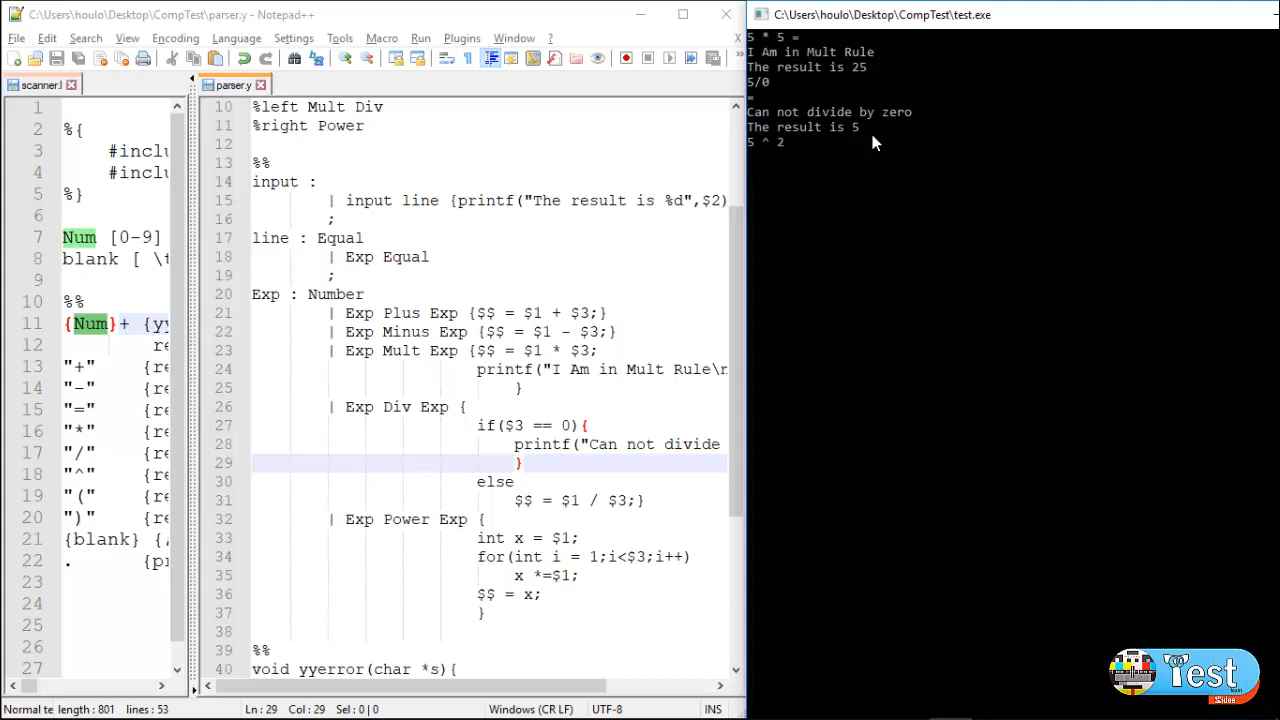 C:\Users\houlo\Desktop\CompTest\parser.y - Notepad++
File Edit Search View Encoding Language Settings Tools Macro Run Plugins Window ?
scanner.l
1
2 %{
3 #inclu
4 #inclu
5 %}
6
7 Num [0-9]
8 blank [ \t
9
10 %%
11 {Num}+ {yy
12 re
13 "+" {re
14 "-" {re
15 "=" {re
16 "*" {re
17 "/" {re
18 "^" {re
19 "(" {re
20 ")" {re
21 {blank} {;
22 . {pr
23
24
25
26
27
parser.y
10 %left Mult Div
11 %right Power
12
13 %%
14 input :
15 | input line {printf("The result is %d",$2)
16 ;
17 line : Equal
18 | Exp Equal
19 ;
20 Exp : Number
21 | Exp Plus Exp {$$ = $1 + $3;}
22 | Exp Minus Exp {$$ = $1 - $3;}
23 | Exp Mult Exp {$$ = $1 * $3;
24 printf("I Am in Mult Rule\n
25 }
26 | Exp Div Exp {
27 if($3 == 0){
28 printf("Can not divide
29 }
30 else
31 $$ = $1 / $3;}
32 | Exp Power Exp {
33 int x = $1;
34 for(int i = 1;i<$3;i++)
35 x *=$1;
36 $$ = x;
37 }
38
39 %%
40 void yyerror(char *s){
Normal te length : 801 lines : 53 Ln : 29 Col : 29 Sel : 0 | 0 Windows (CR LF) UTF-8 INS
C:\Users\houlo\Desktop\CompTest\test.exe
5 * 5 =
I Am in Mult Rule
The result is 25
5/0
=
Can not divide by zero
The result is 5
5 ^ 2
Test
team
Sides